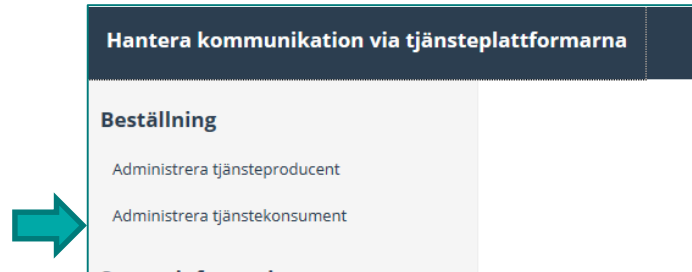 Hantera kommunikation via tjänsteplattformarna
Beställning
Administrera tjänsteproducent
Administrera tjänstekonsument